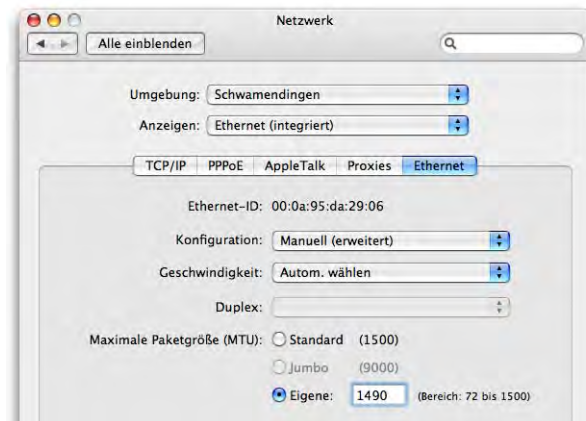 Netzwerk
Alle einblenden
Umgebung: Schwamendingen
Anzeigen: Ethernet (integriert)
TCP/IP PPPoE AppleTalk Proxies Ethernet
Ethernet-ID: 00:0a:95:da:29:06
Konfiguration: Manuell (erweitert)
Geschwindigkeit: Autom. wählen
Duplex:
Maximale Paketgröße (MTU): Standard (1500)
Jumbo (9000)
Eigene: 1490 (Bereich: 72 bis 1500)